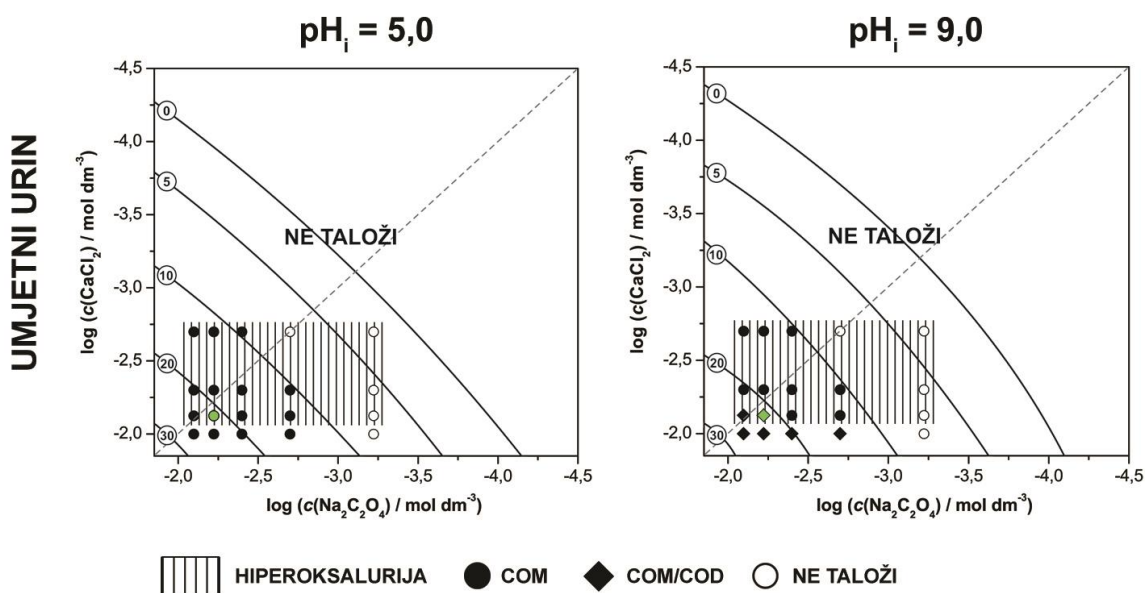 pHᵢ = 5,0
pHᵢ = 9,0
UMJETNI URIN
log (c(CaCl₂) / mol dm⁻³)
-4,5
-4,0
-3,5
-3,0
-2,5
-2,0
0
5
10
20
30
NE TALOŽI
-2,0 -2,5 -3,0 -3,5 -4,0 -4,5
log (c(Na₂C₂O₄) / mol dm⁻³)
log (c(CaCl₂) / mol dm⁻³)
-4,5
-4,0
-3,5
-3,0
-2,5
-2,0
0
5
10
20
30
NE TALOŽI
-2,0 -2,5 -3,0 -3,5 -4,0 -4,5
log (c(Na₂C₂O₄) / mol dm⁻³)
HIPEROKSALURIJA COM COM/COD NE TALOŽI